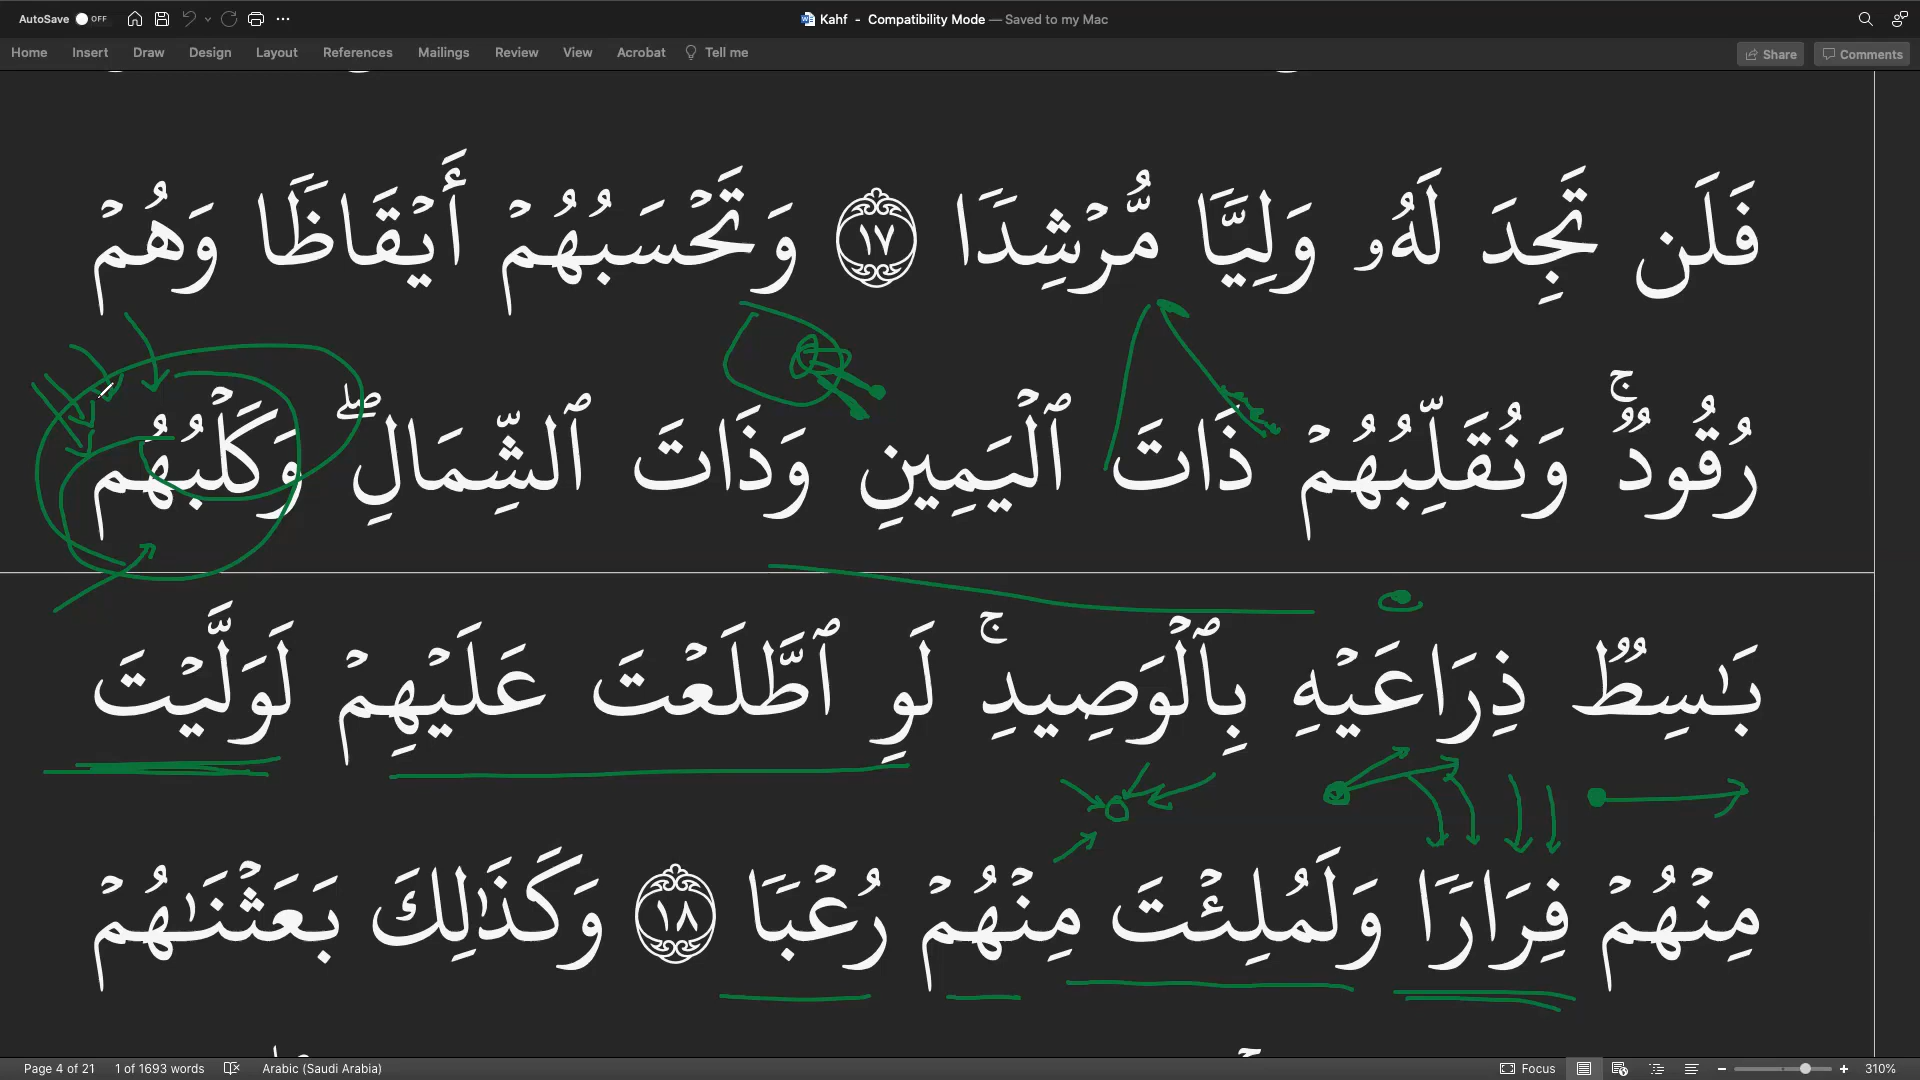 AutoSave OFF
Kahf - Compatibility Mode — Saved to my Mac
Home Insert Draw Design Layout References Mailings Review View Acrobat Tell me Share Comments
فَلَن تَجِدَ لَهُۥ وَلِيًّا مُّرۡشِدًا ١٧ وَتَحۡسَبُهُمۡ أَيۡقَاظًا وَهُمۡ
رُقُودٌۚ وَنُقَلِّبُهُمۡ ذَاتَ ٱلۡيَمِينِ وَذَاتَ ٱلشِّمَالِۖ وَكَلۡبُهُم
بَٰسِطٌ ذِرَاعَيۡهِ بِٱلۡوَصِيدِۚ لَوِ ٱطَّلَعۡتَ عَلَيۡهِمۡ لَوَلَّيۡتَ
مِنۡهُمۡ فِرَارًا وَلَمُلِئۡتَ مِنۡهُمۡ رُعۡبًا ١٨ وَكَذَٰلِكَ بَعَثۡنَٰهُمۡ
Page 4 of 21 1 of 1693 words Arabic (Saudi Arabia) Focus 310%